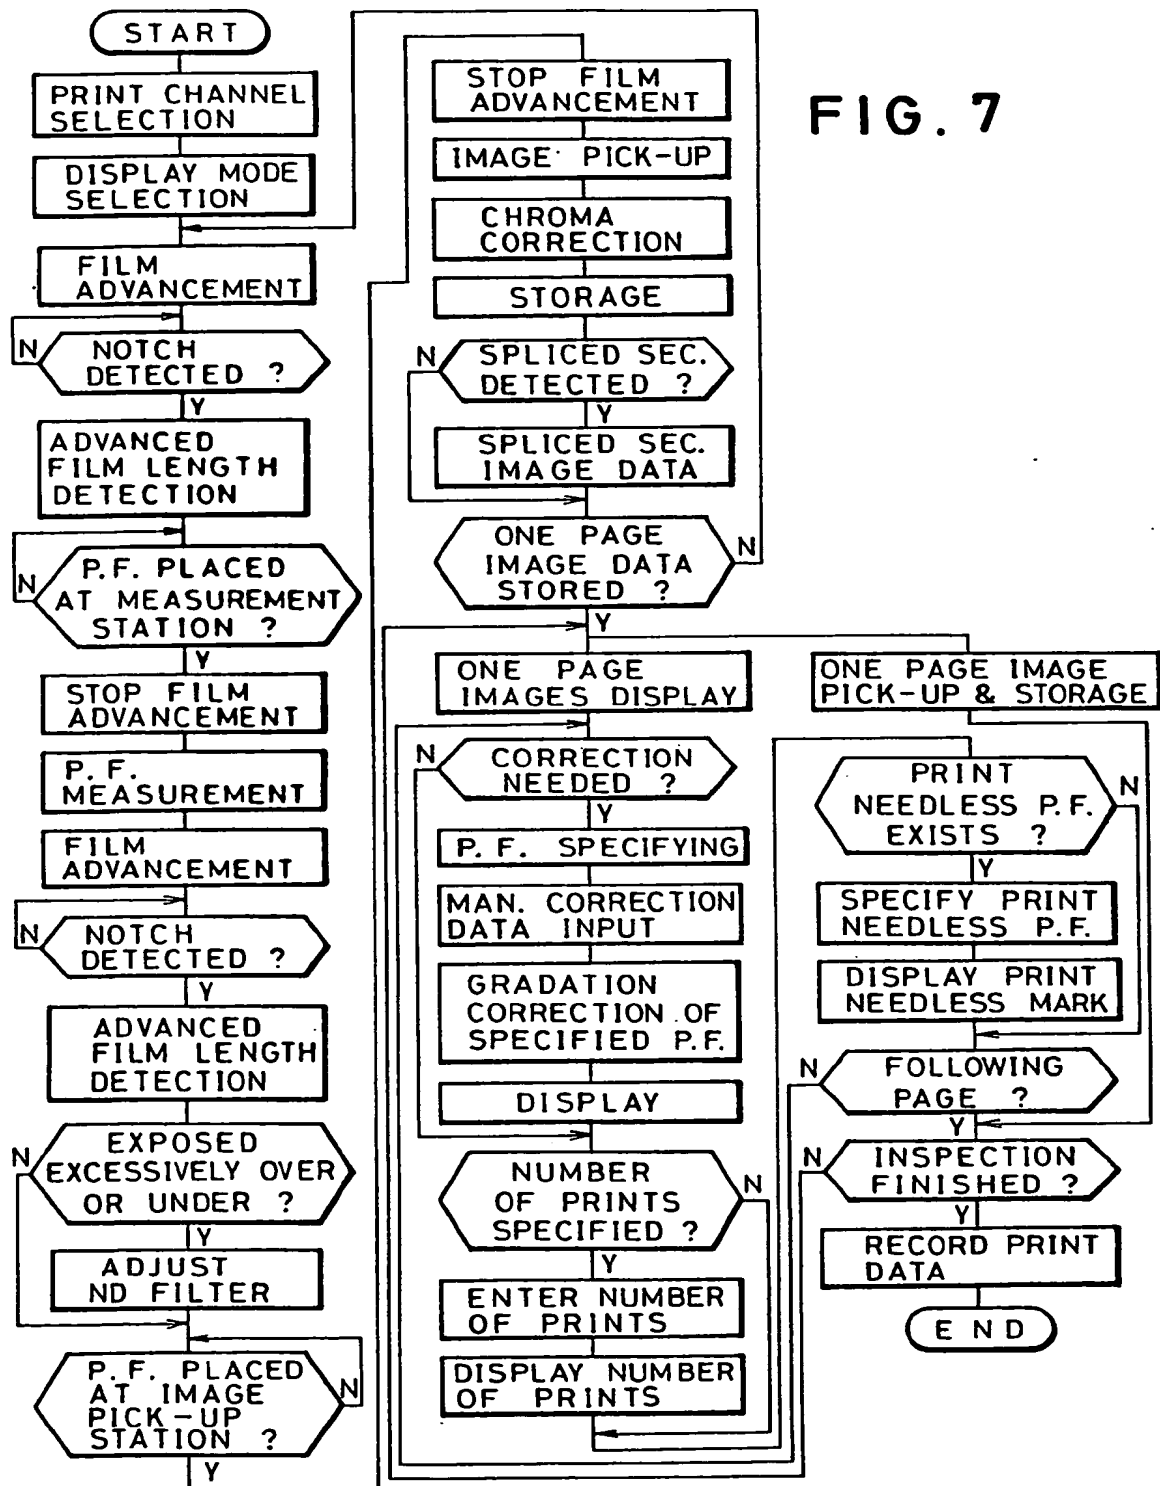 START
PRINT CHANNEL
SELECTION
DISPLAY MODE
SELECTION
FILM
ADVANCEMENT
N
NOTCH
DETECTED ?
Y
ADVANCED
FILM LENGTH
DETECTION
N
P.F. PLACED
AT MEASUREMENT
STATION ?
Y
STOP FILM
ADVANCEMENT
P. F.
MEASUREMENT
FILM
ADVANCEMENT
N
NOTCH
DETECTED ?
Y
ADVANCED
FILM LENGTH
DETECTION
N
EXPOSED
EXCESSIVELY OVER
OR UNDER ?
Y
ADJUST
ND FILTER
P. F. PLACED
AT IMAGE
PICK-UP
STATION ?
N
Y
STOP FILM
ADVANCEMENT
IMAGE PICK-UP
CHROMA
CORRECTION
STORAGE
N
SPLICED SEC.
DETECTED ?
Y
SPLICED SEC.
IMAGE DATA
ONE PAGE
IMAGE DATA
STORED ?
N
Y
ONE PAGE
IMAGES DISPLAY
N
CORRECTION
NEEDED ?
Y
P. F. SPECIFYING
MAN. CORRECTION
DATA INPUT
GRADATION
CORRECTION OF
SPECIFIED P.F.
DISPLAY
NUMBER
OF PRINTS
SPECIFIED ?
N
Y
ENTER NUMBER
OF PRINTS
DISPLAY NUMBER
OF PRINTS
FIG. 7
ONE PAGE IMAGE
PICK-UP & STORAGE
PRINT
NEEDLESS P.F.
EXISTS ?
N
Y
SPECIFY PRINT
NEEDLESS P.F.
DISPLAY PRINT
NEEDLESS MARK
N
FOLLOWING
PAGE ?
Y
N
INSPECTION
FINISHED ?
Y
RECORD PRINT
DATA
END